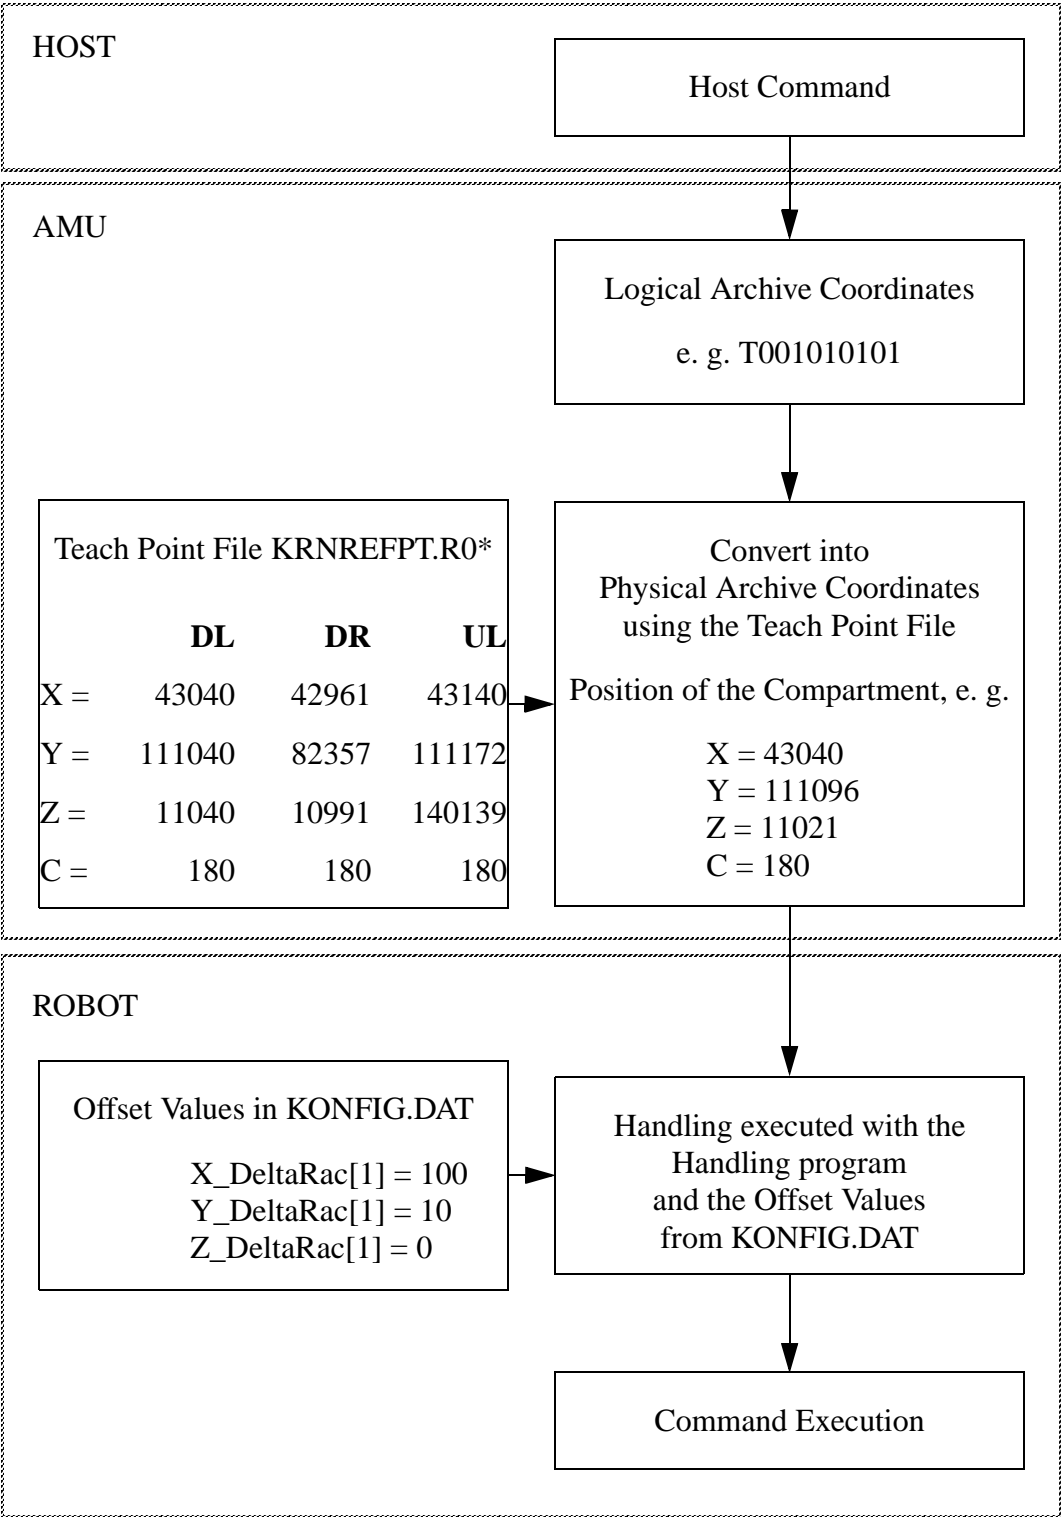 HOST
Host Command
AMU
Logical Archive Coordinates
e. g. T001010101
Teach Point File KRNREFPT.R0*
DL DR UL
X = 43040 42961 43140
Y = 111040 82357 111172
Z = 11040 10991 140139
C = 180 180 180
Convert into
Physical Archive Coordinates
using the Teach Point File
Position of the Compartment, e. g.
X = 43040
Y = 111096
Z = 11021
C = 180
ROBOT
Offset Values in KONFIG.DAT
X_DeltaRac[1] = 100
Y_DeltaRac[1] = 10
Z_DeltaRac[1] = 0
Handling executed with the
Handling program
and the Offset Values
from KONFIG.DAT
Command Execution